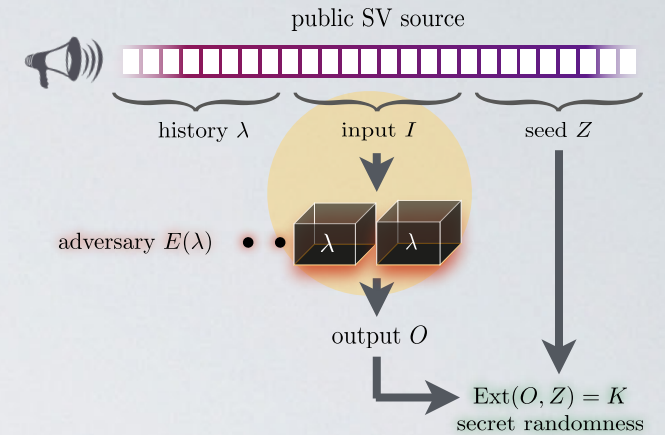 public SV source
history λ
input I
seed Z
adversary E(λ)
λ
λ
output O
Ext(O, Z) = K
secret randomness